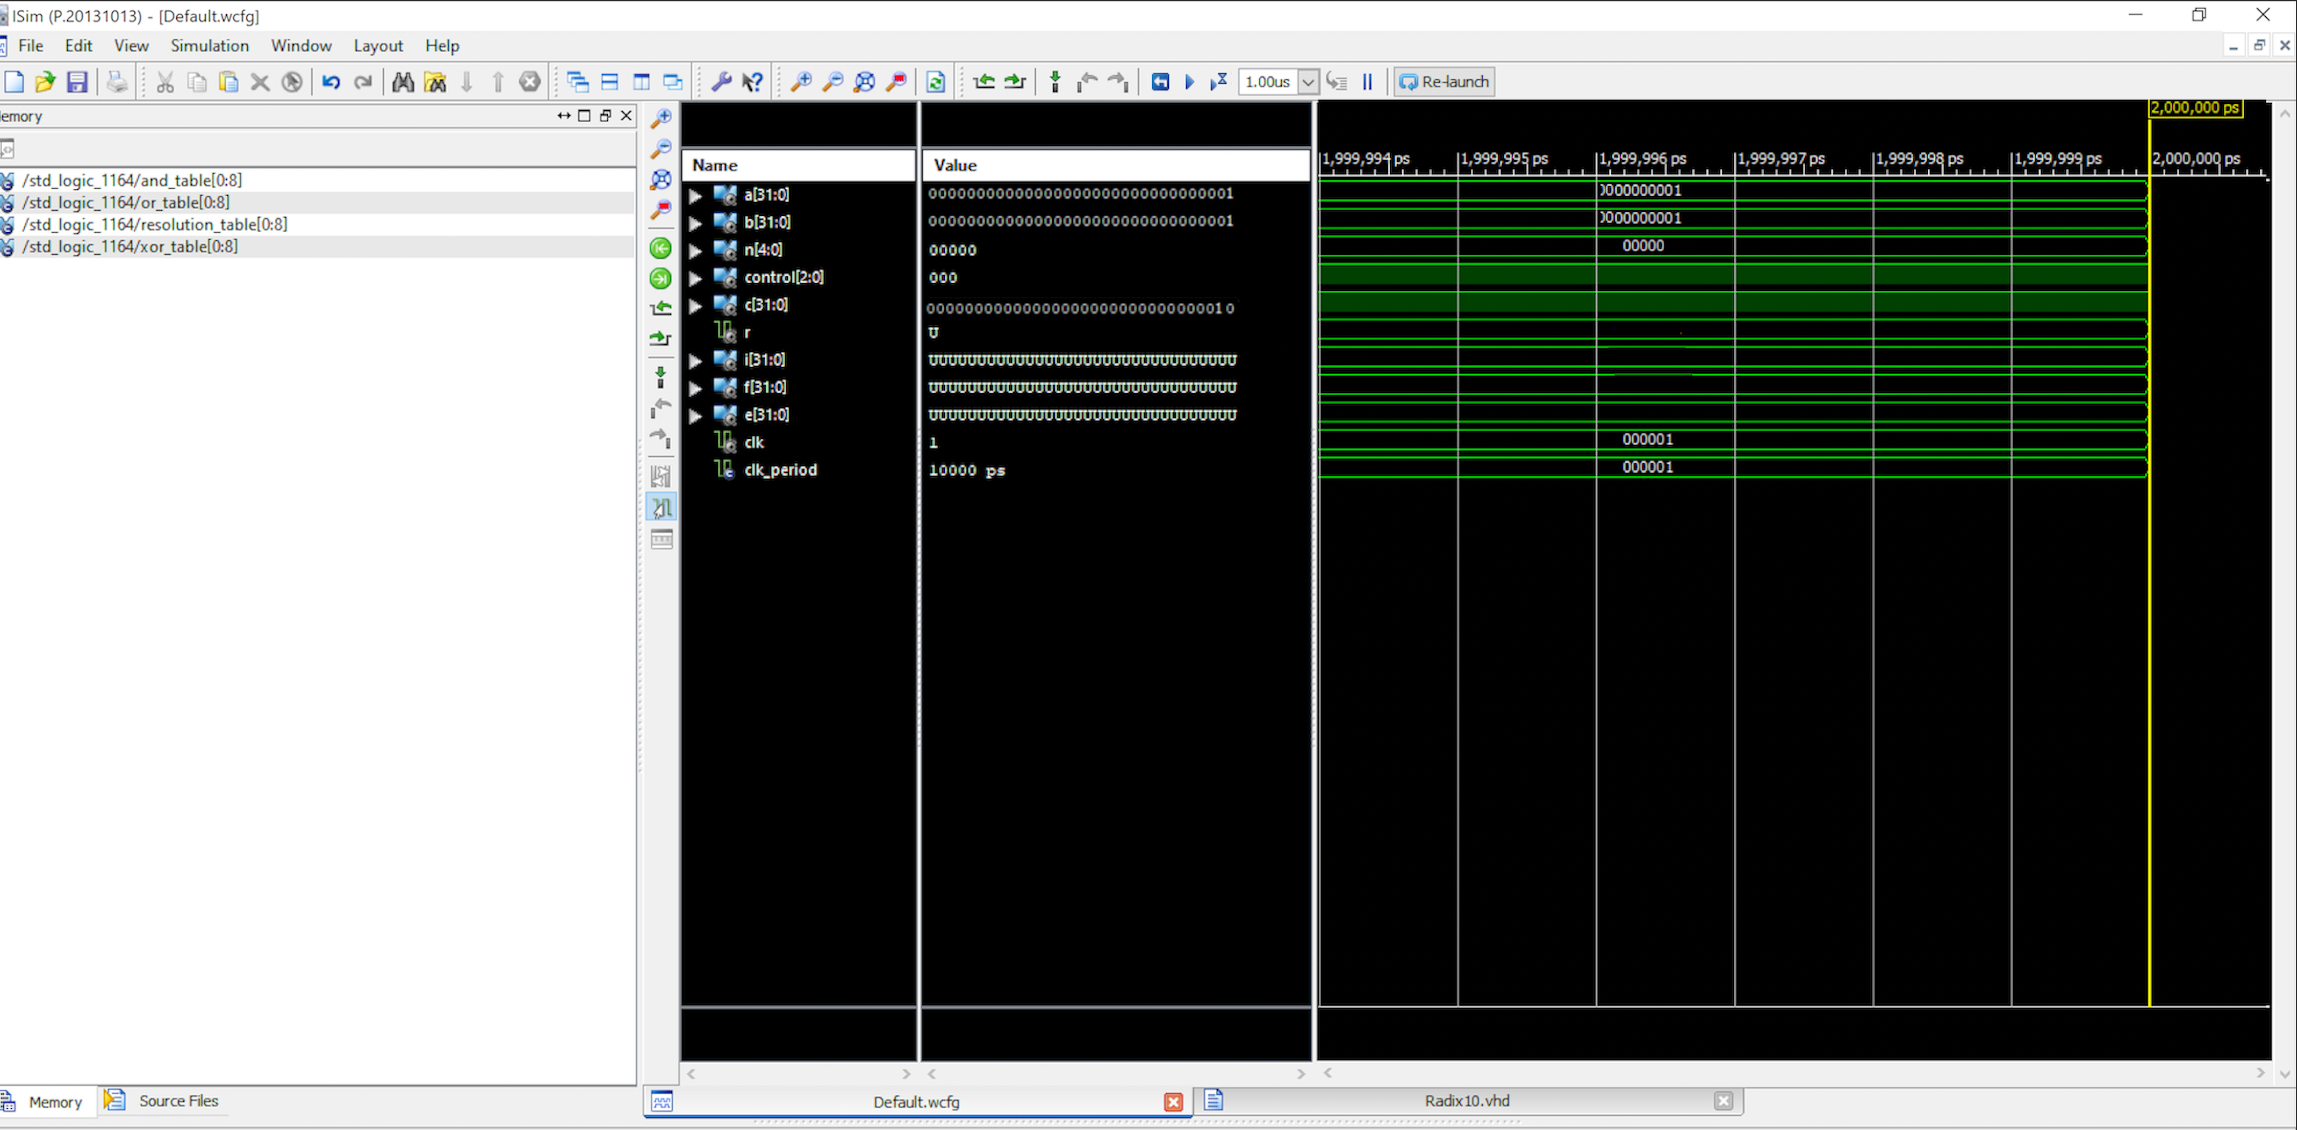 ISim (P.20131013) - [Default.wcfg]
File Edit View Simulation Window Layout Help
1.00us Re-launch
emory
/std_logic_1164/and_table[0:8]
/std_logic_1164/or_table[0:8]
/std_logic_1164/resolution_table[0:8]
/std_logic_1164/xor_table[0:8]
2,000,000 ps
Name Value
1,999,994 ps 1,999,995 ps 1,999,996 ps 1,999,997 ps 1,999,998 ps 1,999,999 ps 2,000,000 ps
a[31:0] 00000000000000000000000000000001 0000000001
b[31:0] 00000000000000000000000000000001 0000000001
n[4:0] 00000 00000
control[2:0] 000
c[31:0] 00000000000000000000000000000010
r U
i[31:0] UUUUUUUUUUUUUUUUUUUUUUUUUUUUUUUU
f[31:0] UUUUUUUUUUUUUUUUUUUUUUUUUUUUUUUU
e[31:0] UUUUUUUUUUUUUUUUUUUUUUUUUUUUUUUU
clk 1 000001
clk_period 10000 ps 000001
Memory Source Files
Default.wcfg Radix10.vhd